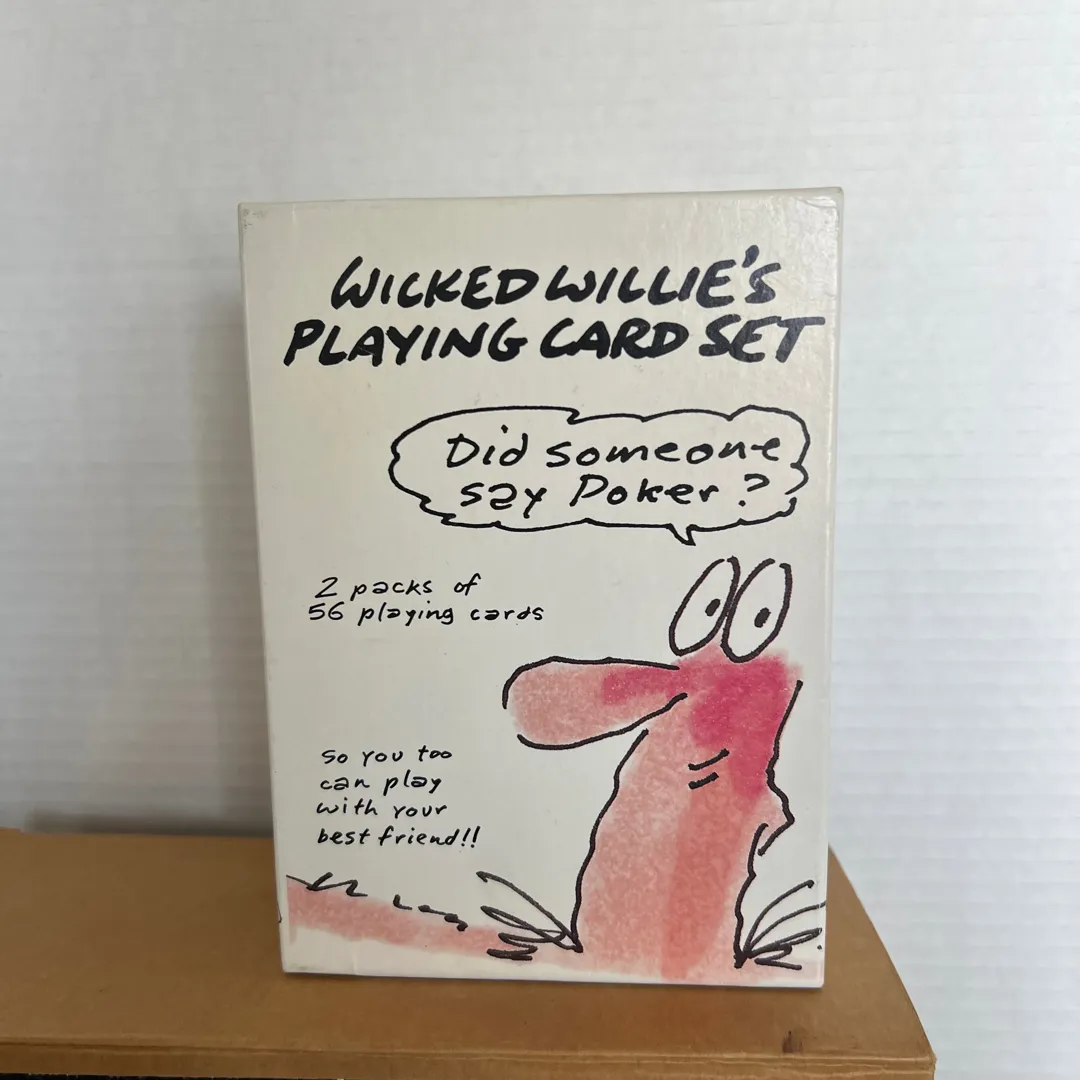 WICKED WILLIE'S
PLAYING CARD SET
Did someone
say Poker?
2 packs of
56 playing cards
so you too
can play
with your
best friend!!